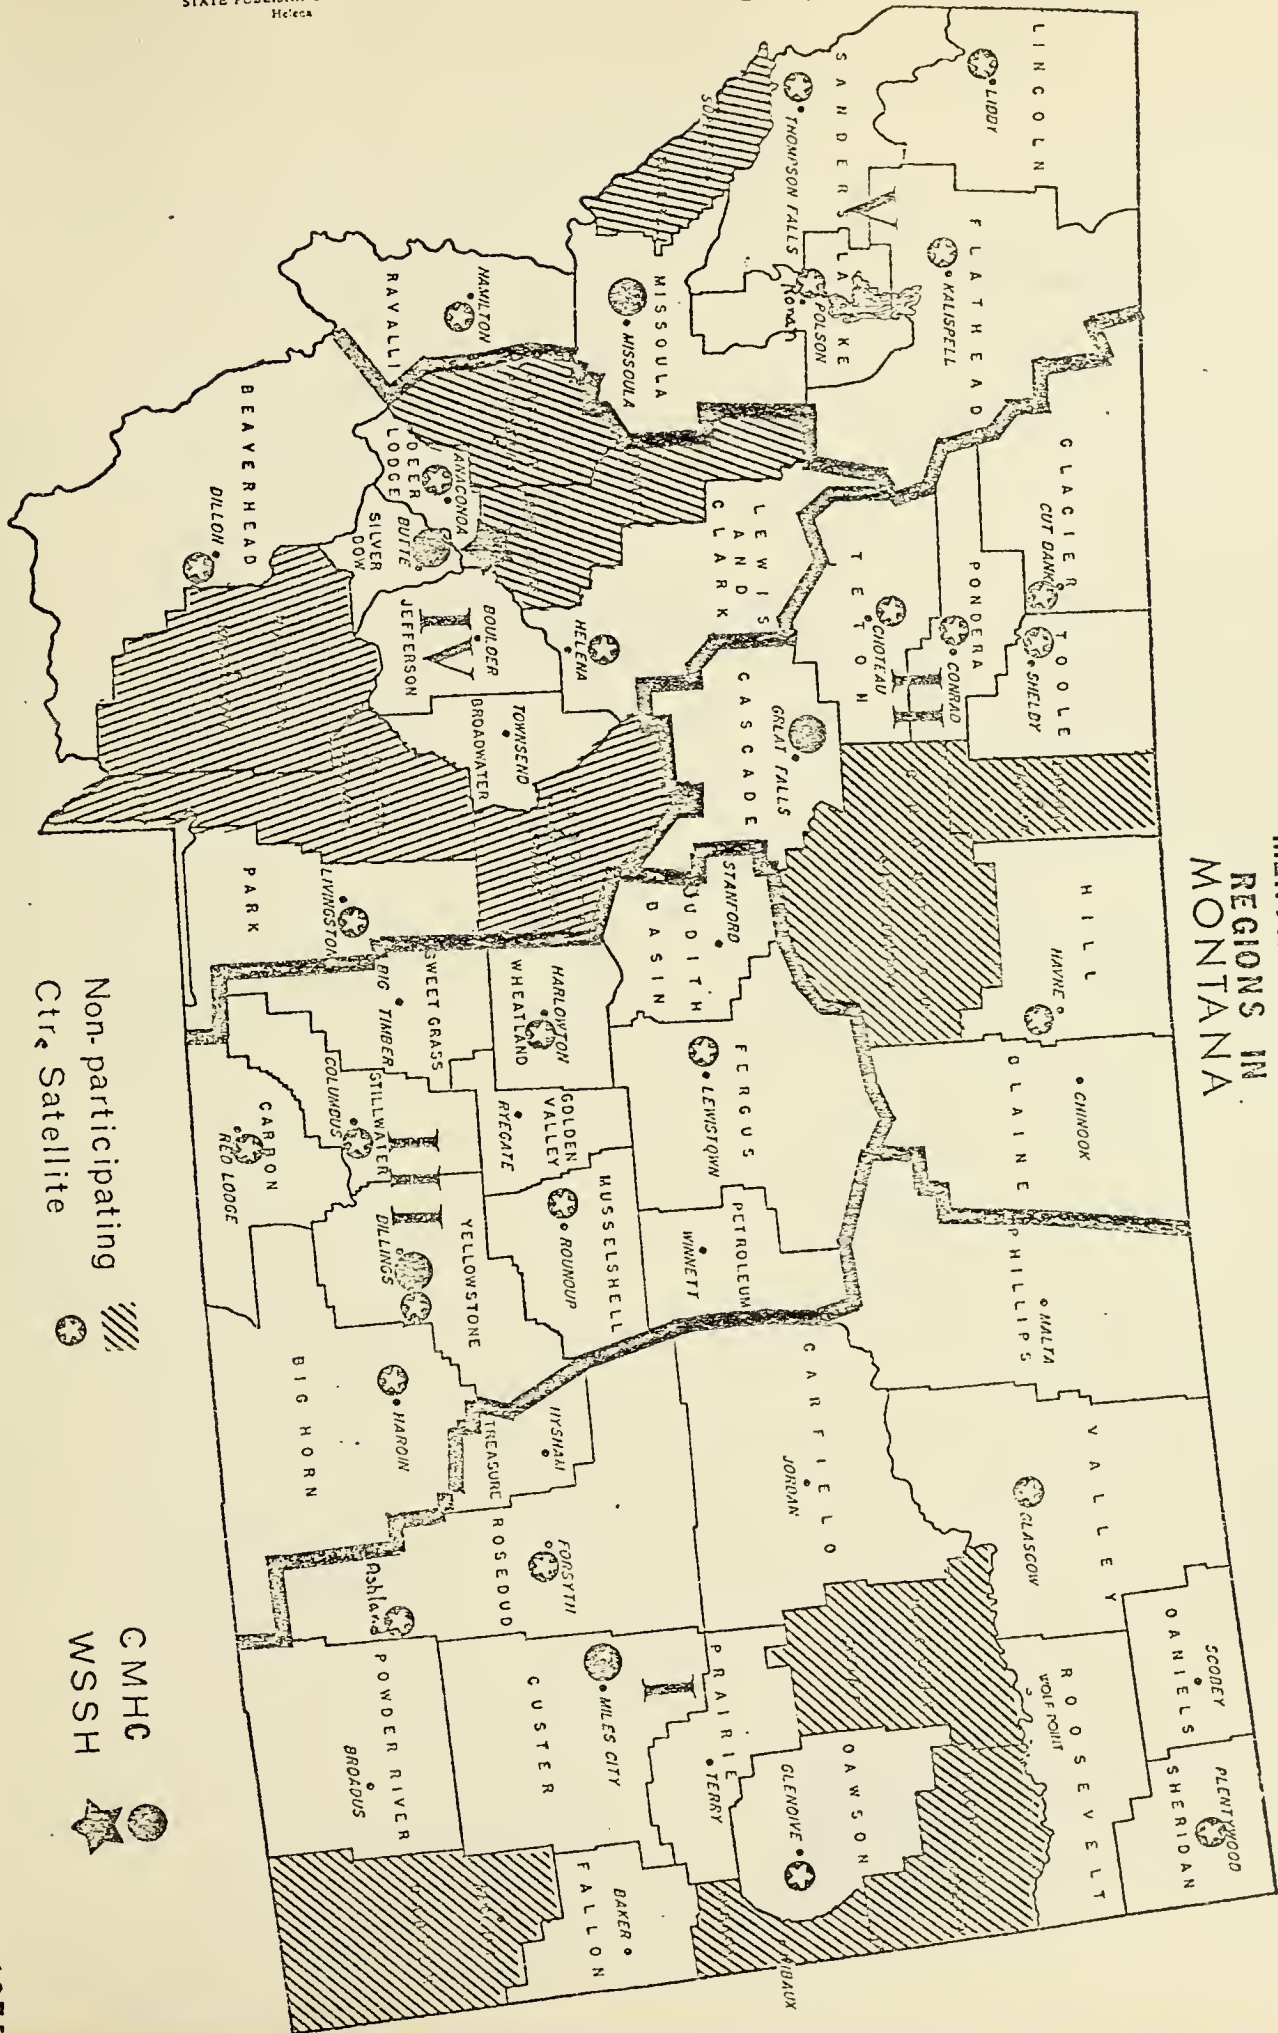 REGIONS IN
MONTANA
STATE PUBLISHING
Helena
LINCOLN
LIDDY
SANDERS
THOMPSON FALLS
FLATHEAD
KALISPELL
V
LAKE
POLSON
Ronan
MISSOULA
MISSOULA
RAVALLI
HAMILTON
GLACIER
CUT BANK
TOOLE
SHELBY
PONDERA
CONRAD
II
TETON
CHOTEAU
LEWIS
AND
CLARK
HELENA
CASCADE
GREAT FALLS
DEER
LODGE
ANACONDA
SILVER
DOW
BUTTE
BEAVERHEAD
DILLON
IV
JEFFERSON
BOULDER
BROADWATER
TOWNSEND
HILL
HAVRE
BLAINE
CHINOOK
PHILLIPS
MALTA
VALLEY
GLASGOW
DANIELS
SCOBEY
SHERIDAN
PLENTYWOOD
ROOSEVELT
WOLF POINT
JUDITH
BASIN
STANFORD
FERGUS
LEWISTOWN
PETROLEUM
WINNETT
GARFIELD
JORDAN
PARK
LIVINGSTON
SWEET GRASS
BIG TIMBER
WHEATLAND
HARLOWTON
GOLDEN
VALLEY
RYEGATE
MUSSELSHELL
ROUNDUP
STILLWATER
COLUMBUS
CARBON
RED LODGE
III
YELLOWSTONE
BILLINGS
BIG HORN
HARDIN
TREASURE
HYSHAM
ROSEBUD
FORSYTH
Ashland
I
CUSTER
MILES CITY
POWDER RIVER
BROADUS
PRAIRIE
TERRY
DAWSON
GLENDIVE
IBAUX
FALLON
BAKER
Non-participating
Ctr. Satellite
CMHC
WSSH